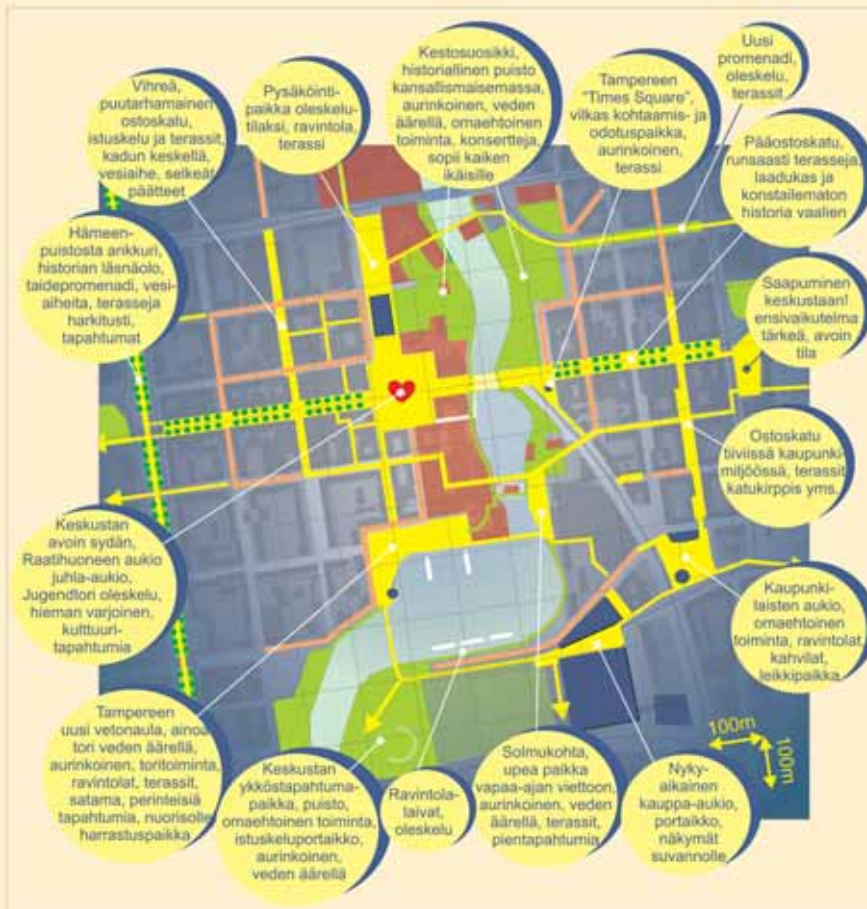 Vihreä,
puutarhamainen
ostoskatu,
istuskelu ja terassit,
kadun keskellä,
vesiaihe, selkeät
päätteet
Pysäköinti-
paikka oleskelu-
tilaksi, ravintola,
terassi
Kestosuosikki,
historiallinen puisto
kansallismaisemassa,
aurinkoinen, veden
äärellä, omaehtoinen
toiminta, konsertteja,
sopii kaiken
ikäisille
Tampereen
"Times Square",
vilkas kohtaamis- ja
odotuspaikka,
aurinkoinen,
terassi
Uusi
promenadi,
oleskelu,
terassit
Pääostoskatu,
runsaasti terasseja,
laadukas ja
konstailematon
historia vaalien
Hämeen-
puistosta ankkuri,
historian läsnäolo,
taidepromenadi, vesi-
aiheita, terasseja
harkitusti,
tapahtumat
Saapuminen
keskustaan!
ensivaikutelma
tärkeä, avoin
tila
Ostoskatu
tiiviissä kaupunki-
miljöössä, terassit,
katukirppis yms.
Keskustan
avoin sydän,
Raatihuoneen aukio
juhla-aukio,
Jugendtori oleskelu,
hieman varjoinen,
kulttuuri-
tapahtumia
Kaupunki-
laisten aukio,
omaehtoinen
toiminta, ravintolat,
kahvilat,
leikkipaikka
Tampereen
uusi vetonaula, ainoa
tori veden äärellä,
aurinkoinen, toritoiminta,
ravintolat, terassit,
satama, perinteisiä
tapahtumia, nuorisolle
harrastuspaikka
Keskustan
ykköstapahtuma-
paikka, puisto,
omaehtoinen toiminta,
istuskeluportaikko,
aurinkoinen,
veden äärellä
Ravintola-
laivat,
oleskelu
Solmukohta,
upea paikka
vapaa-ajan viettoon,
aurinkoinen, veden
äärellä, terassit,
pientapahtumia
Nyky-
aikainen
kauppa-aukio,
portaikko,
näkymät
suvannolle
100m
100m